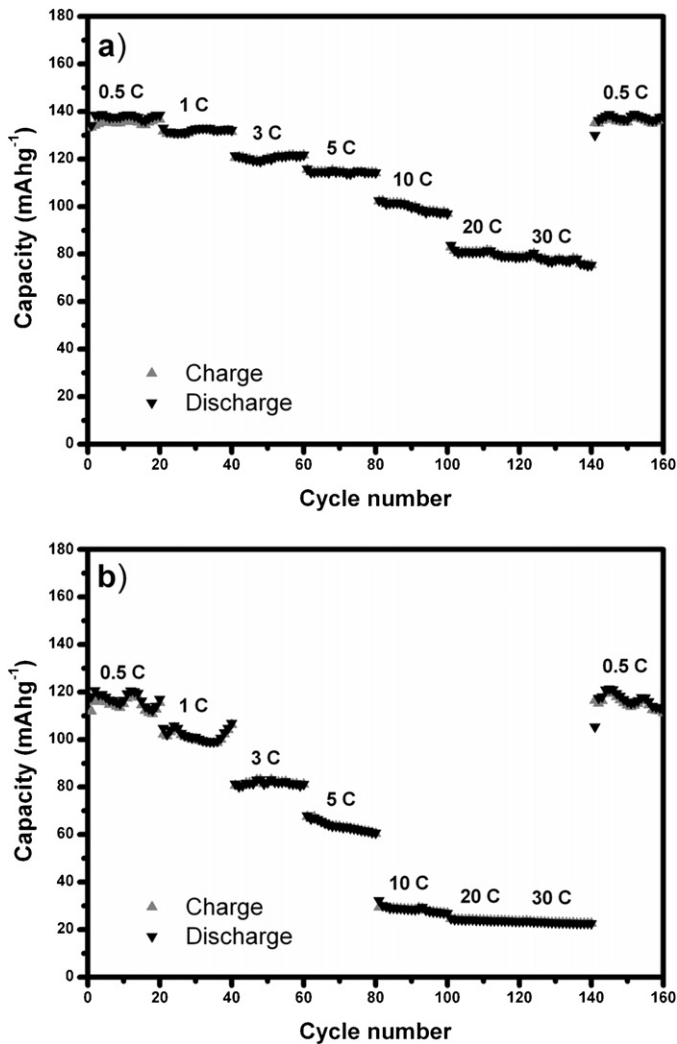 a)
180
160
140
120
100
80
60
40
20
0
Capacity (mAhg-1)
0.5 C
1 C
3 C
5 C
10 C
20 C
30 C
0.5 C
Charge
Discharge
0 20 40 60 80 100 120 140 160
Cycle number
b)
180
160
140
120
100
80
60
40
20
0
Capacity (mAhg-1)
0.5 C
1 C
3 C
5 C
10 C
20 C
30 C
0.5 C
Charge
Discharge
0 20 40 60 80 100 120 140 160
Cycle number